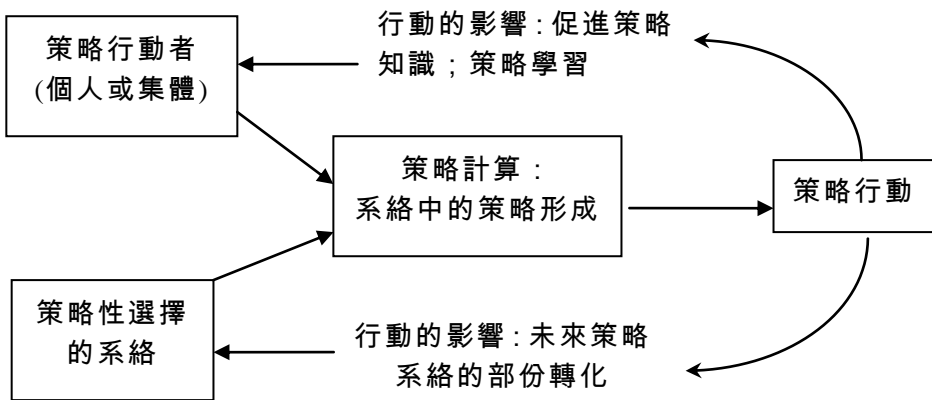 行動的影響：促進策略
知識；策略學習
策略行動者
(個人或集體)
策略計算：
系絡中的策略形成
策略行動
策略性選擇
的系絡
行動的影響：未來策略
系絡的部份轉化